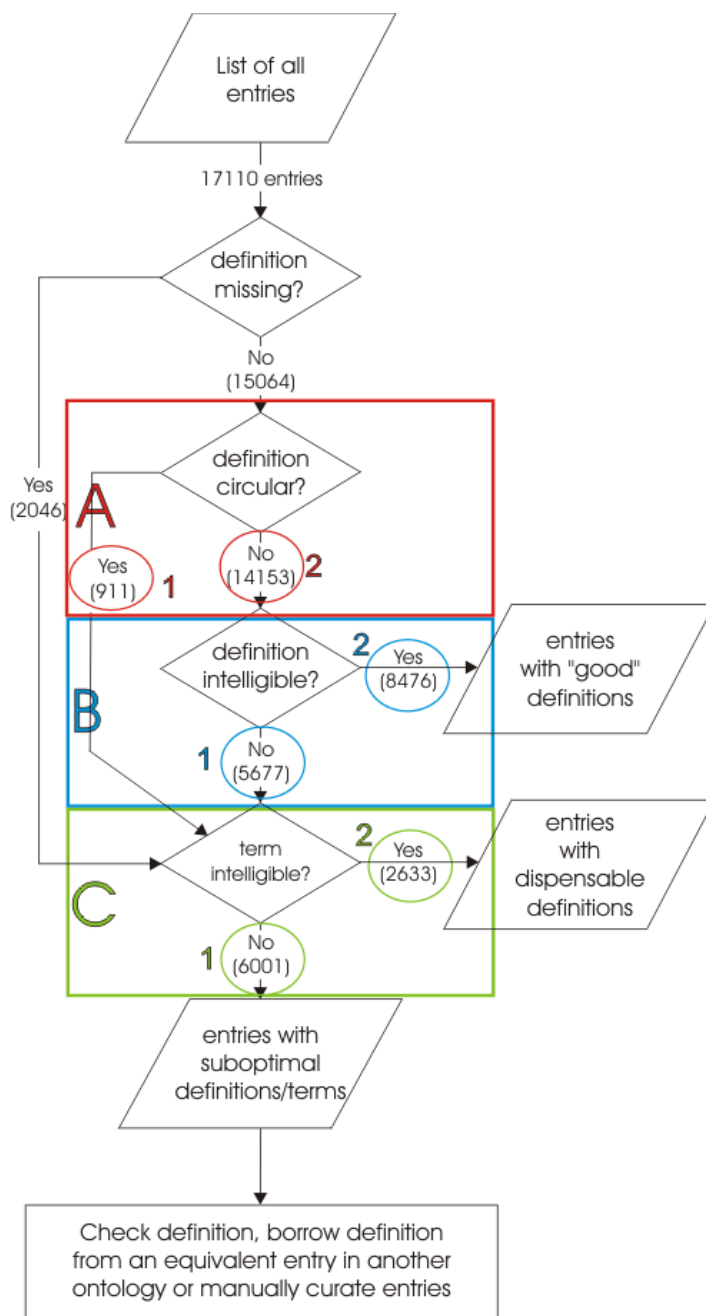 List of all
entries
17110 entries
definition
missing?
No
(15064)
Yes
(2046)
A
definition
circular?
Yes
(911)
1
No
(14153)
2
B
definition
intelligible?
2
Yes
(8476)
entries
with "good"
definitions
1
No
(5677)
C
term
intelligible?
2
Yes
(2633)
entries
with
dispensable
definitions
1
No
(6001)
entries with
suboptimal
definitions/terms
Check definition, borrow definition
from an equivalent entry in another
ontology or manually curate entries